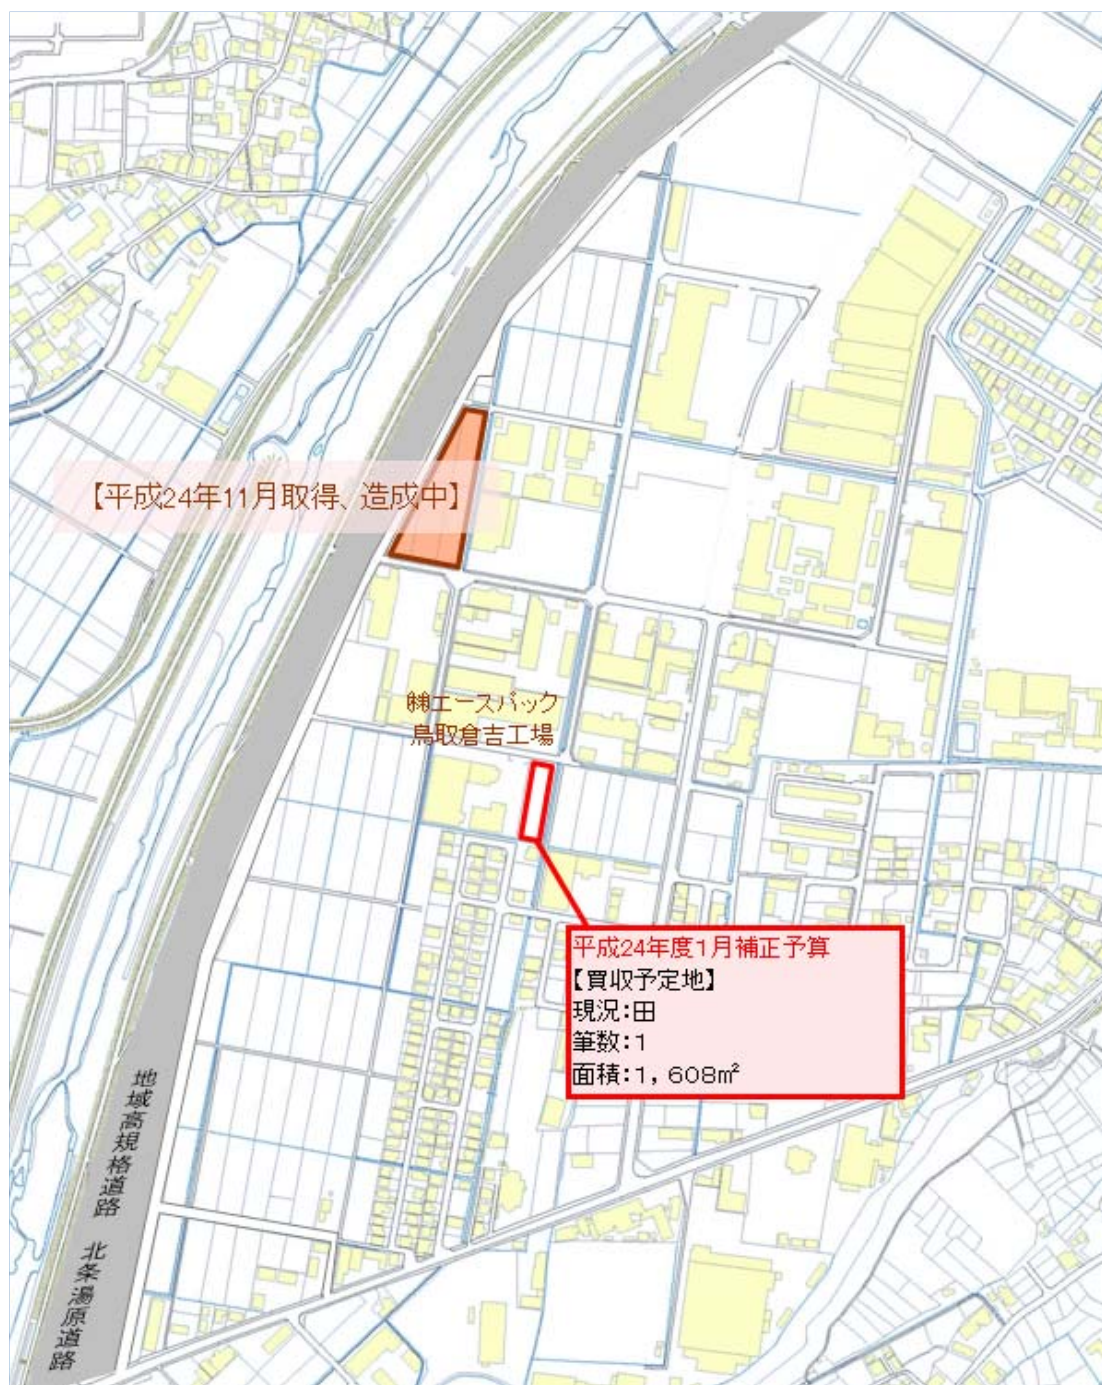 【平成24年11月取得、造成中】
㈱エースパック
鳥取倉吉工場
平成24年度1月補正予算
【買収予定地】
現況:田
筆数:1
面積:1,608㎡
地域高規格道路 北条湯原道路